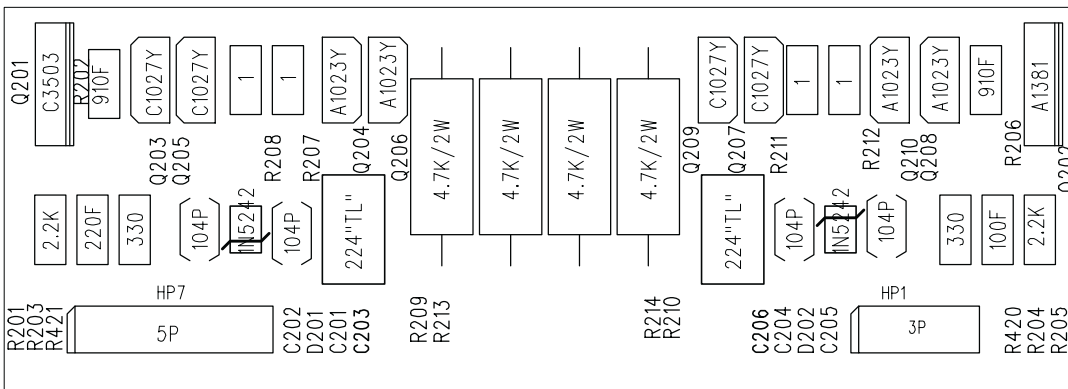 Q201
C3503
R202
910F
C1027Y
C1027Y
1
1
A1023Y
A1023Y
4.7K/2W
4.7K/2W
4.7K/2W
4.7K/2W
C1027Y
C1027Y
1
1
A1023Y
A1023Y
910F
A1381
Q203
Q205
R208
R207
Q204
Q206
Q209
Q207
R211
R212
Q210
Q208
R206
Q202
2.2K
220F
330
104P
1N5242
104P
224"TL"
224"TL"
104P
1N5242
104P
330
100F
2.2K
HP7
HP1
R201
R203
R421
5P
C202
D201
C201
C203
R209
R213
R214
R210
C206
C204
D202
C205
3P
R420
R204
R205